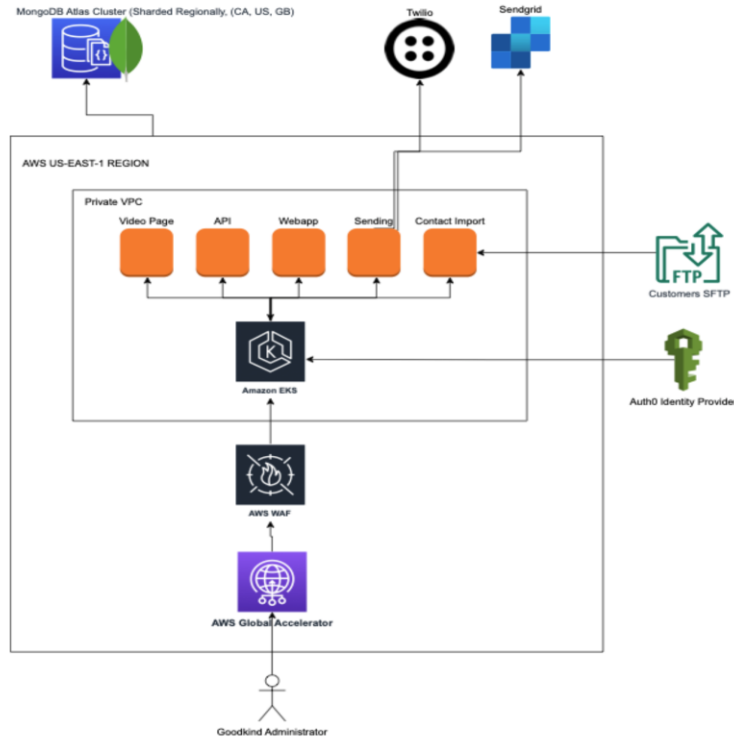 MongoDB Atlas Cluster (Sharded Regionally, (CA, US, GB)
Twilio
Sendgrid
AWS US-EAST-1 REGION
Private VPC
Video Page
API
Webapp
Sending
Contact Import
FTP
Customers SFTP
K
Amazon EKS
Auth0 Identity Provide
AWS WAF
AWS Global Accelerator
Goodkind Administrator